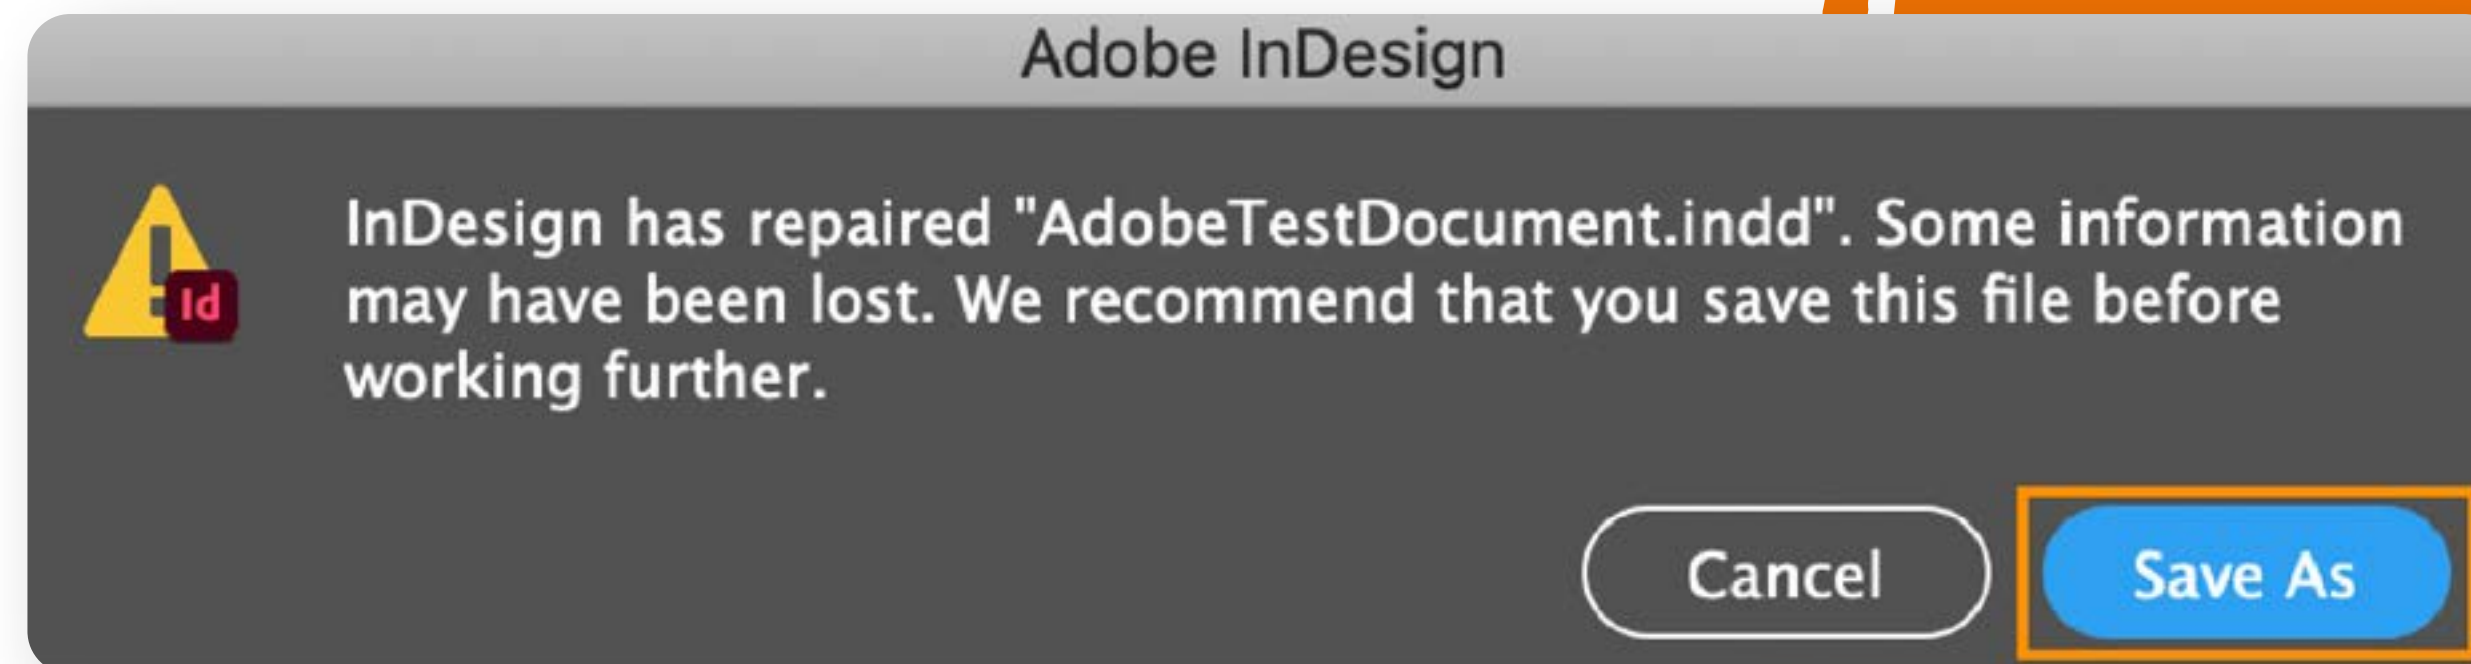 Adobe InDesign
InDesign has repaired "AdobeTestDocument.indd". Some information
may have been lost. We recommend that you save this file before
working further.
Id
Cancel
Save As